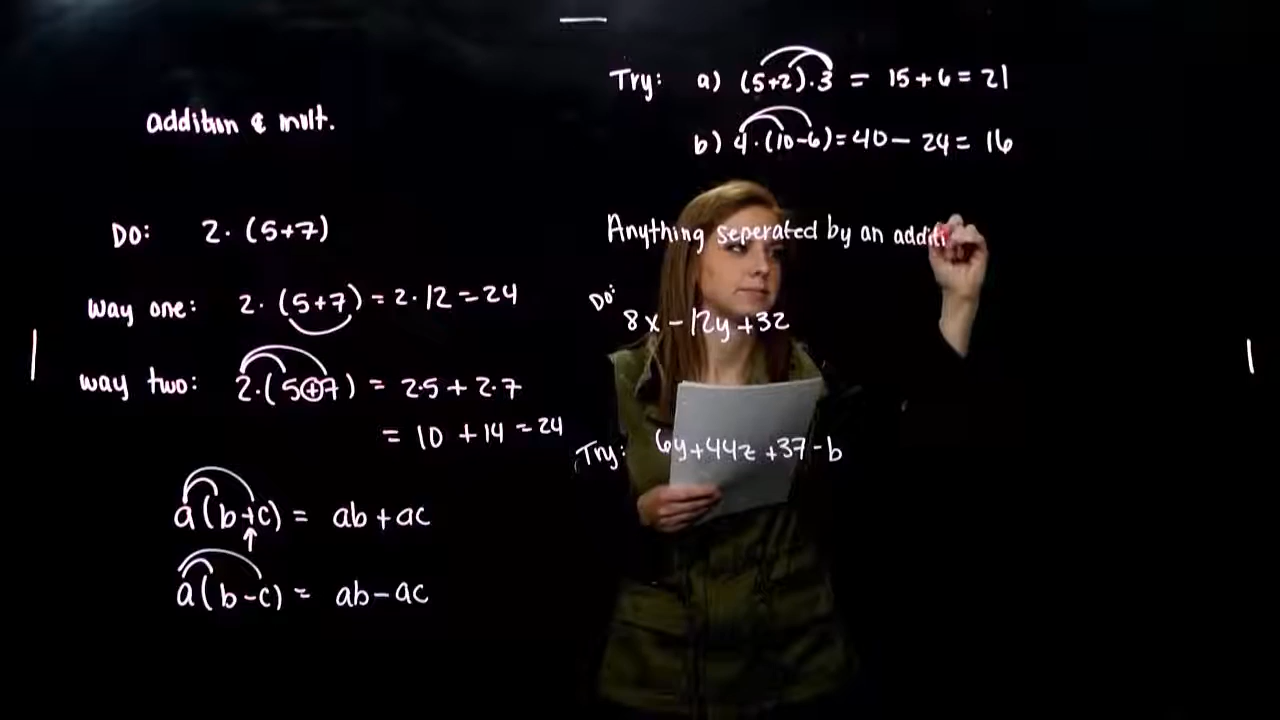 addition & mult.
Do: 2. (5+7)
way one: 2. (5+7) = 2.12 = 24
way two: 2.(5+7) = 2.5 + 2.7
= 10 + 14 = 24
a(b+c) = ab + ac
a(b-c) = ab - ac
Try: a) (5+2).3 = 15 + 6 = 21
b) 4.(10-6) = 40 - 24 = 16
Anything seperated by an additi
Do:
8x - 12y + 32
Try: 6y + 44z + 37 - b